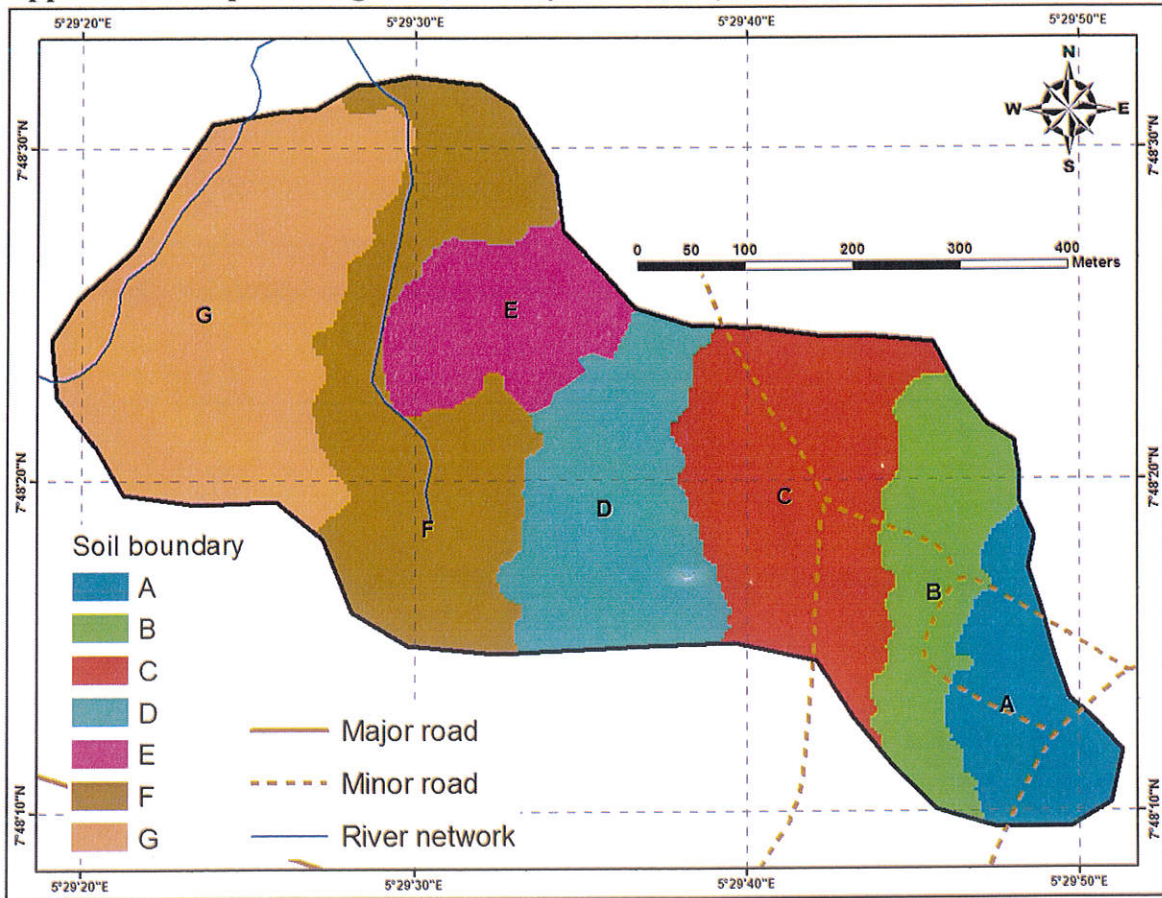 5°29'20"E 5°29'30"E 5°29'40"E 5°29'50"E
N
W E
S
7°48'30"N 7°48'30"N
0 50 100 200 300 400
Meters
E
G
7°48'20"N 7°48'20"N
C
D
F
Soil boundary
A
B
B
C
A
D
Major road
E
Minor road
F
7°48'10"N 7°48'10"N
River network
G
5°29'20"E 5°29'30"E 5°29'40"E 5°29'50"E